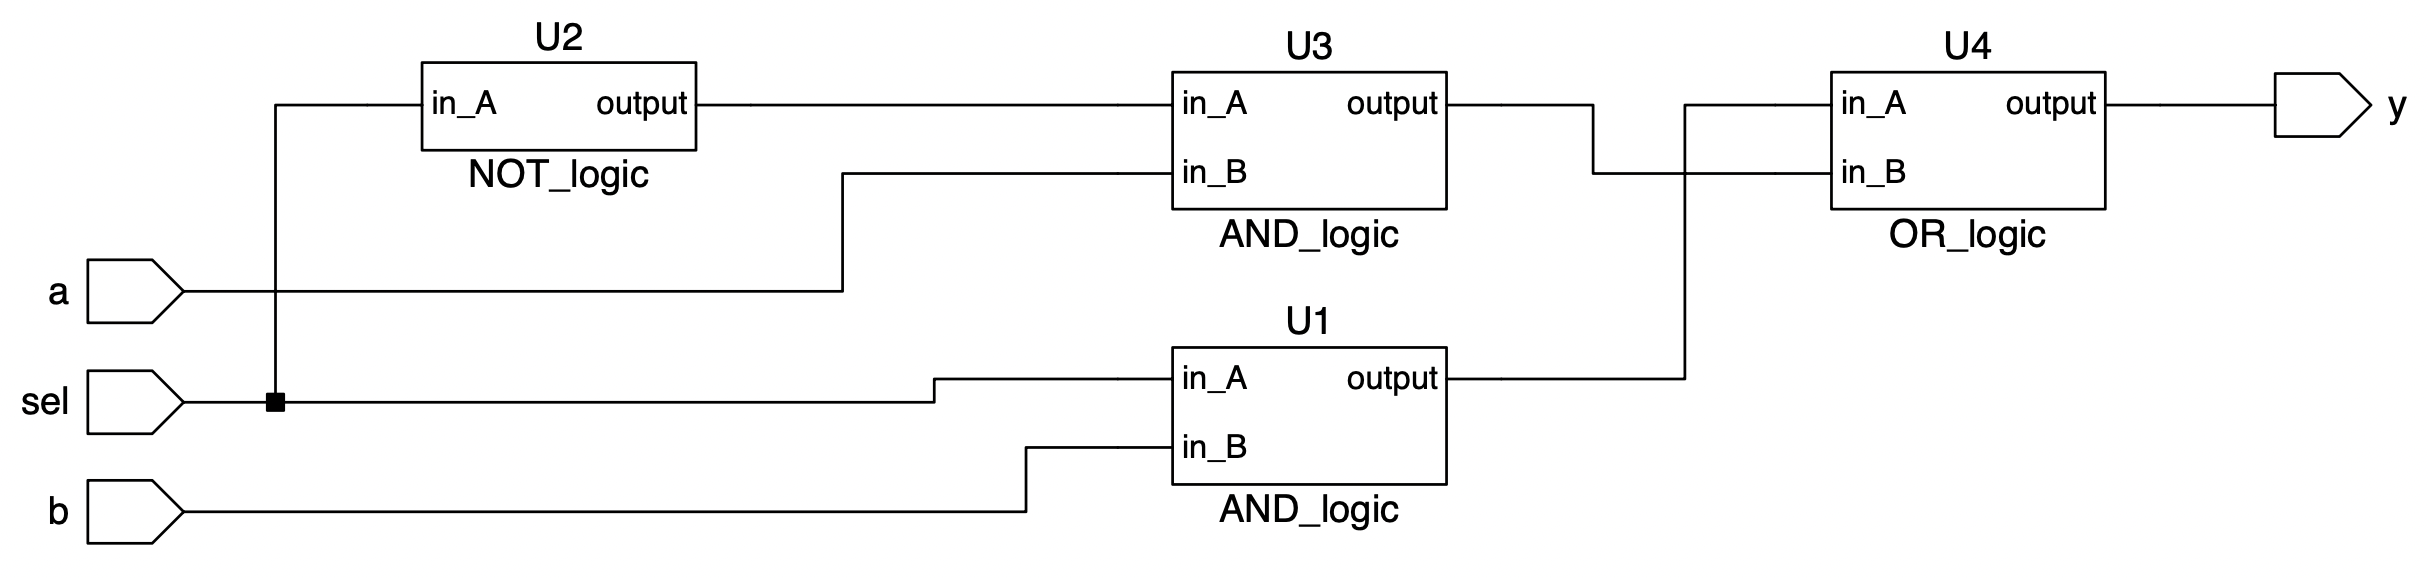 U2
in_A output
NOT_logic
U3
in_A output
in_B
AND_logic
U4
in_A output
in_B
OR_logic
y
a
sel
b
U1
in_A output
in_B
AND_logic